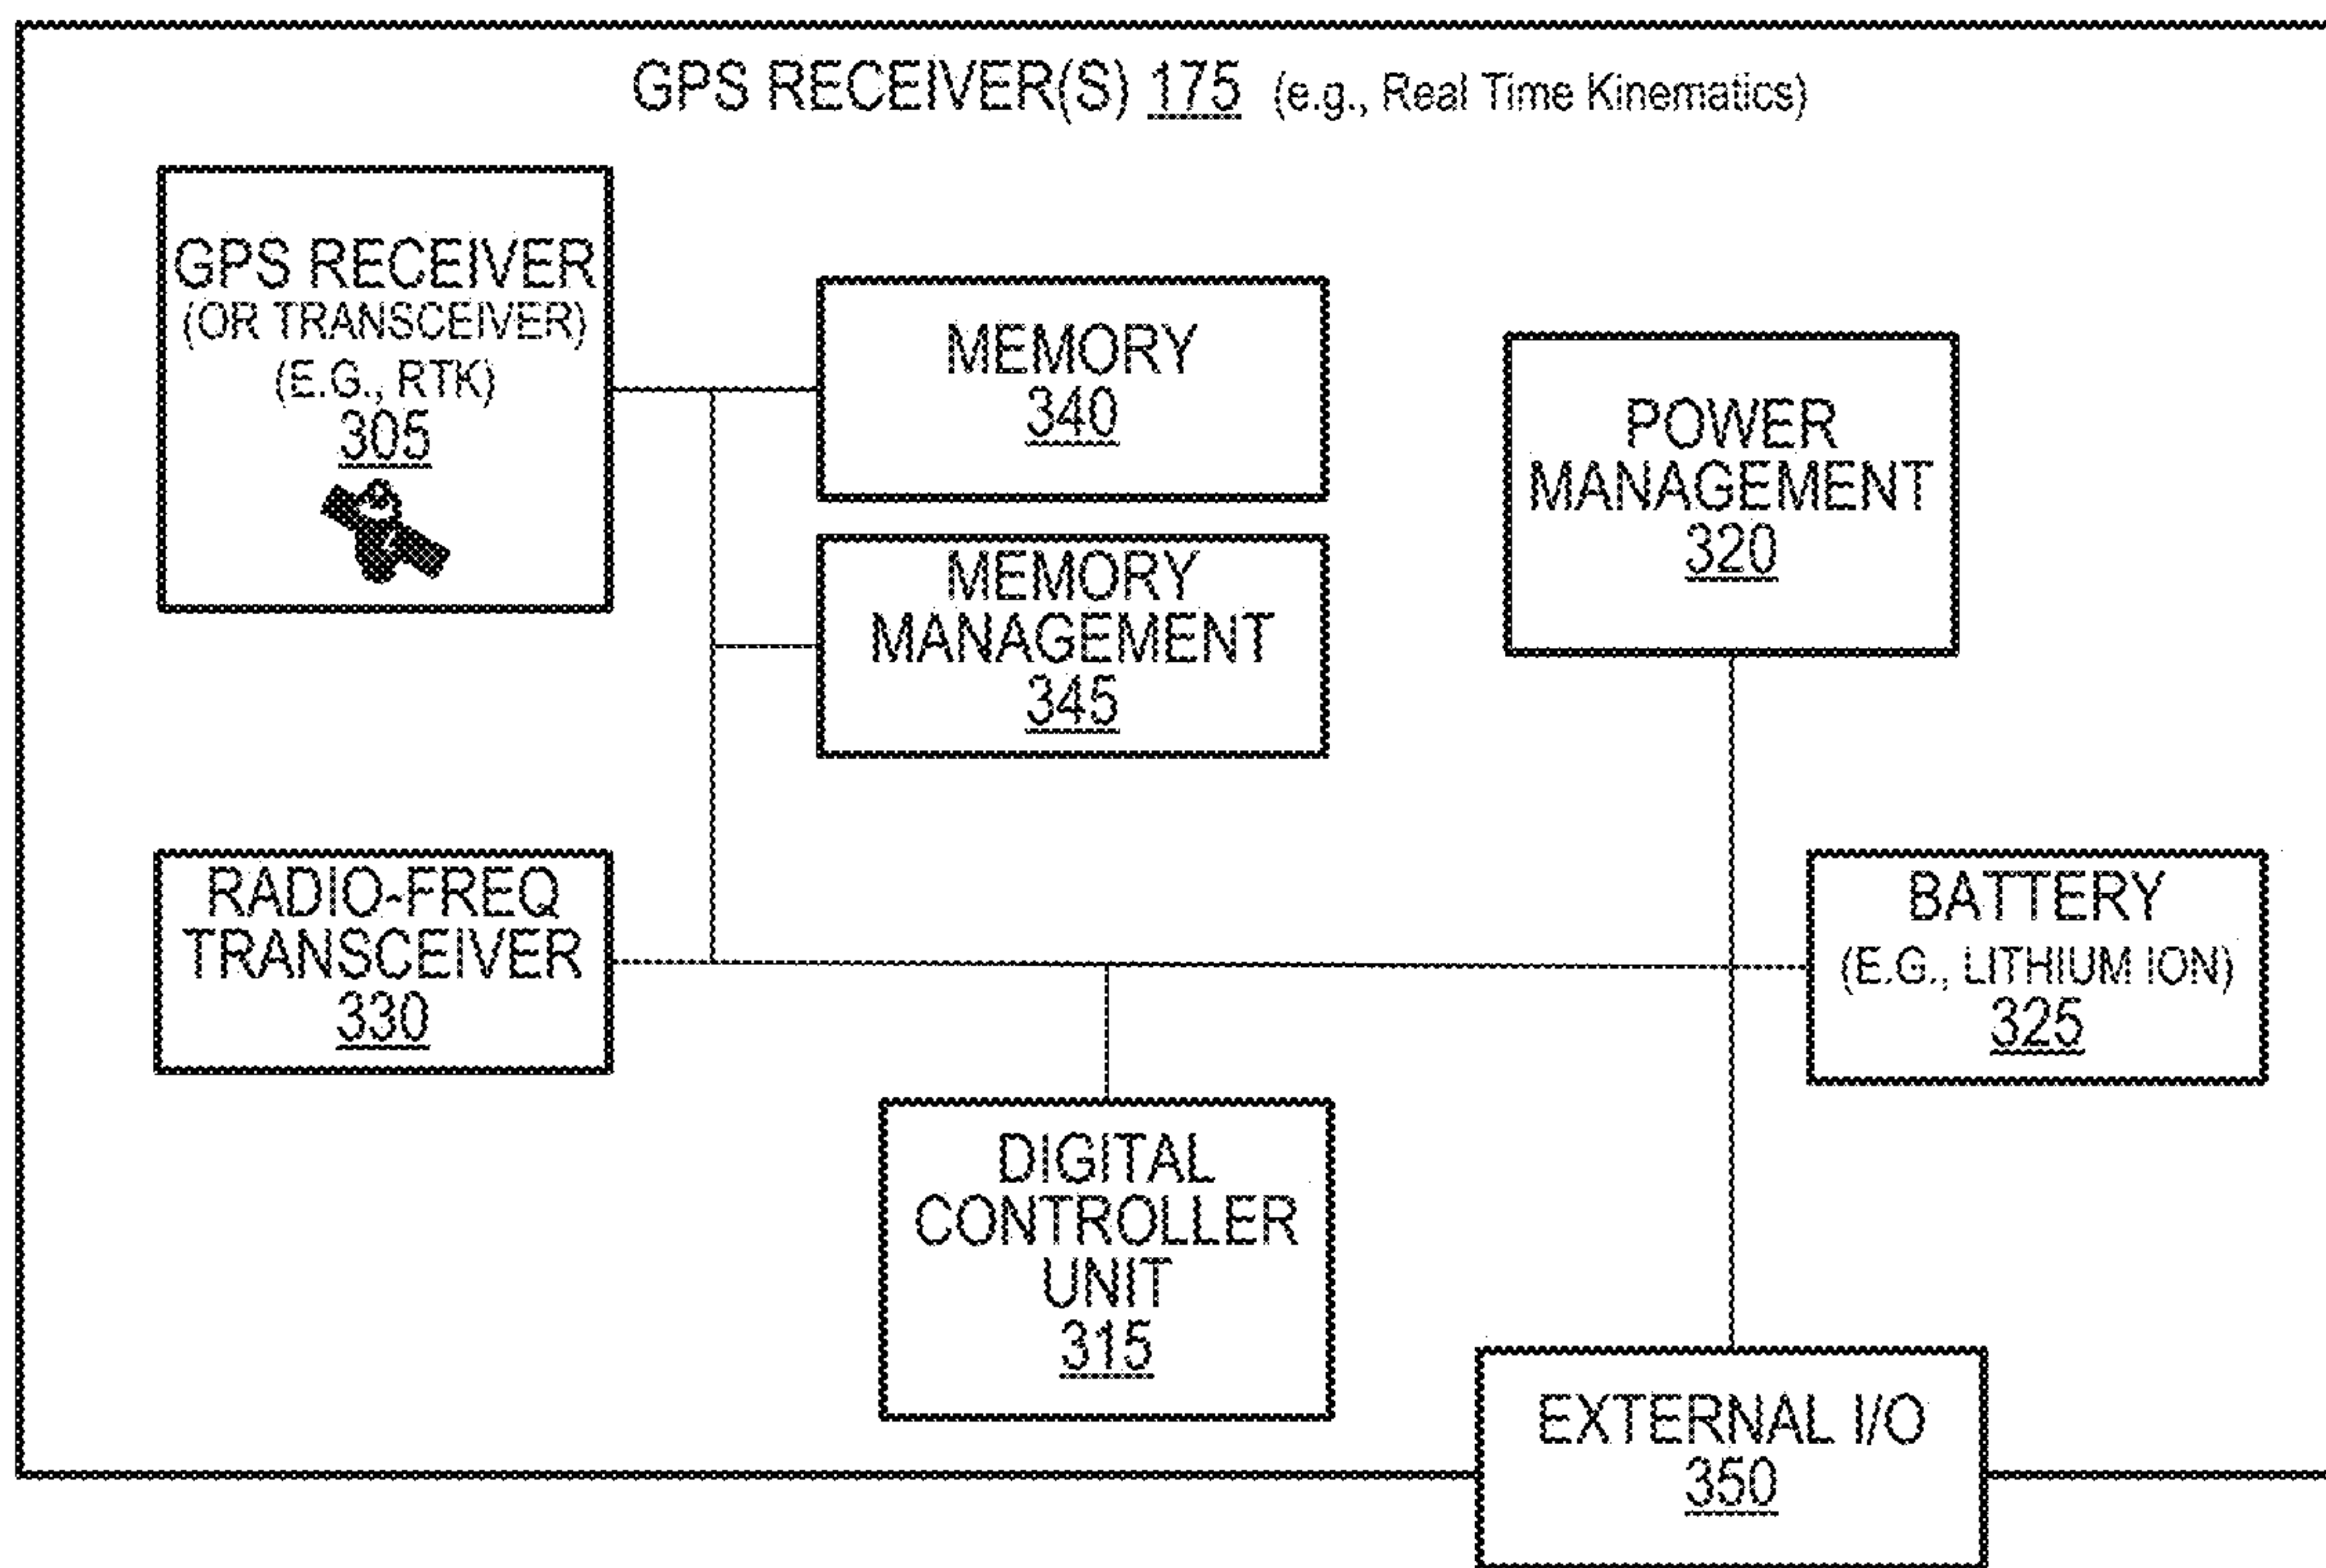 GPS RECEIVER(S) 175 (e.g., Real Time Kinematics)
GPS RECEIVER
(OR TRANSCEIVER)
(E.G., RTK)
305
MEMORY
340
MEMORY
MANAGEMENT
345
POWER
MANAGEMENT
320
RADIO-FREQ
TRANSCEIVER
330
BATTERY
(E.G., LITHIUM ION)
325
DIGITAL
CONTROLLER
UNIT
315
EXTERNAL I/O
350